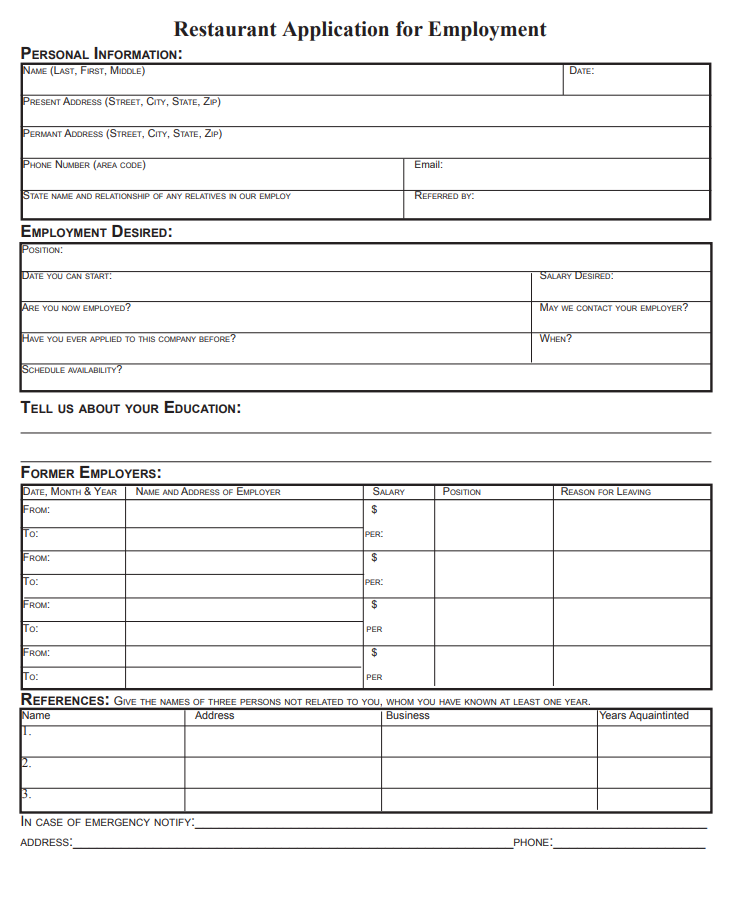 Restaurant Application for Employment
PERSONAL INFORMATION:
NAME (LAST, FIRST, MIDDLE) DATE:
PRESENT ADDRESS (STREET, CITY, STATE, ZIP)
PERMANT ADDRESS (STREET, CITY, STATE, ZIP)
PHONE NUMBER (AREA CODE) Email:
STATE NAME AND RELATIONSHIP OF ANY RELATIVES IN OUR EMPLOY REFERRED BY:
EMPLOYMENT DESIRED:
POSITION:
DATE YOU CAN START: SALARY DESIRED:
ARE YOU NOW EMPLOYED? MAY WE CONTACT YOUR EMPLOYER?
HAVE YOU EVER APPLIED TO THIS COMPANY BEFORE? WHEN?
SCHEDULE AVAILABILITY?
TELL US ABOUT YOUR EDUCATION:
FORMER EMPLOYERS:
DATE, MONTH & YEAR NAME AND ADDRESS OF EMPLOYER SALARY POSITION REASON FOR LEAVING
FROM: $
TO: PER:
FROM: $
TO: PER:
FROM: $
TO: PER
FROM: $
TO: PER
REFERENCES: GIVE THE NAMES OF THREE PERSONS NOT RELATED TO YOU, WHOM YOU HAVE KNOWN AT LEAST ONE YEAR.
Name Address Business Years Aquaintinted
1.
2.
3.
IN CASE OF EMERGENCY NOTIFY:
ADDRESS: PHONE: